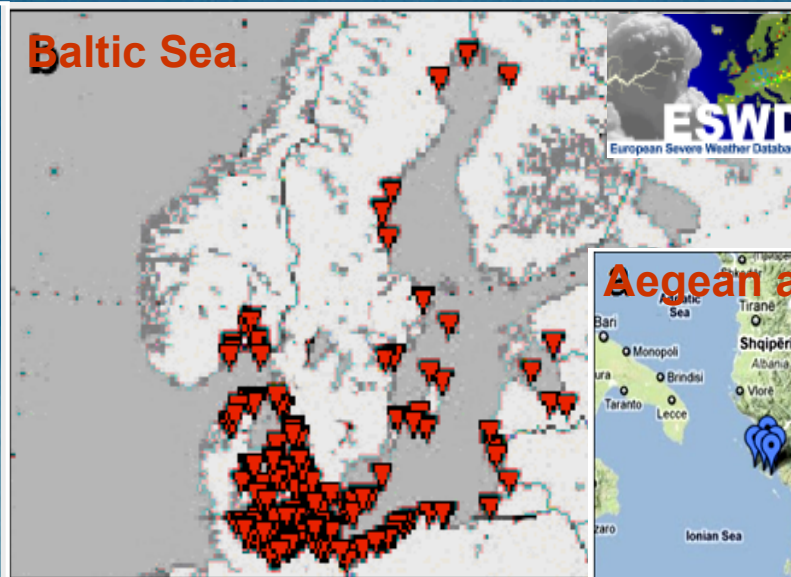 Baltic Sea
b
ESWD
European Severe Weather Databa
Aegean a
a
Adriatic
Sea
Tiranë
Bari
Shqipëri
Monopoli
Albania
Brindisi
Vlorë
Taranto
Lecce
Ionian Sea